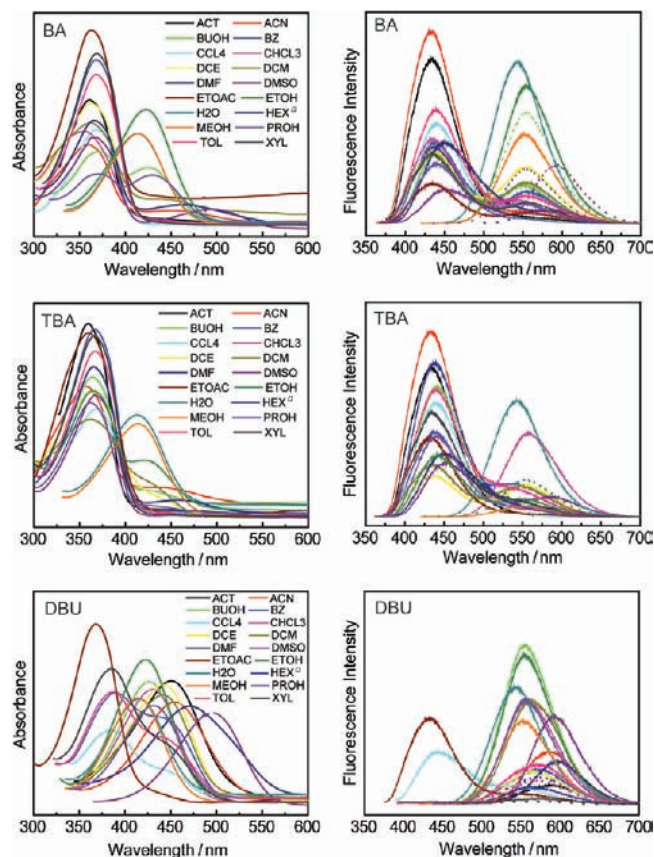 BA
ACT ACN
BUOH BZ
CCL4 CHCL3
DCE DCM
DMF DMSO
ETOAC ETOH
H2O HEX a
MEOH PROH
TOL XYL
Absorbance
300 350 400 450 500 550 600
Wavelength / nm
BA
Fluorescence Intensity
350 400 450 500 550 600 650 700
Wavelength / nm
TBA
ACT ACN
BUOH BZ
CCL4 CHCL3
DCE DCM
DMF DMSO
ETOAC ETOH
H2O HEX a
MEOH PROH
TOL XYL
Absorbance
300 350 400 450 500 550 600
Wavelength / nm
TBA
Fluorescence Intensity
350 400 450 500 550 600 650 700
Wavelength / nm
DBU
ACT ACN
BUOH BZ
CCL4 CHCL3
DCE DCM
DMF DMSO
ETOAC ETOH
H2O HEX a
MEOH PROH
TOL XYL
Absorbance
300 350 400 450 500 550 600
Wavelength / nm
DBU
Fluorescence Intensity
350 400 450 500 550 600 650 700
Wavelength / nm